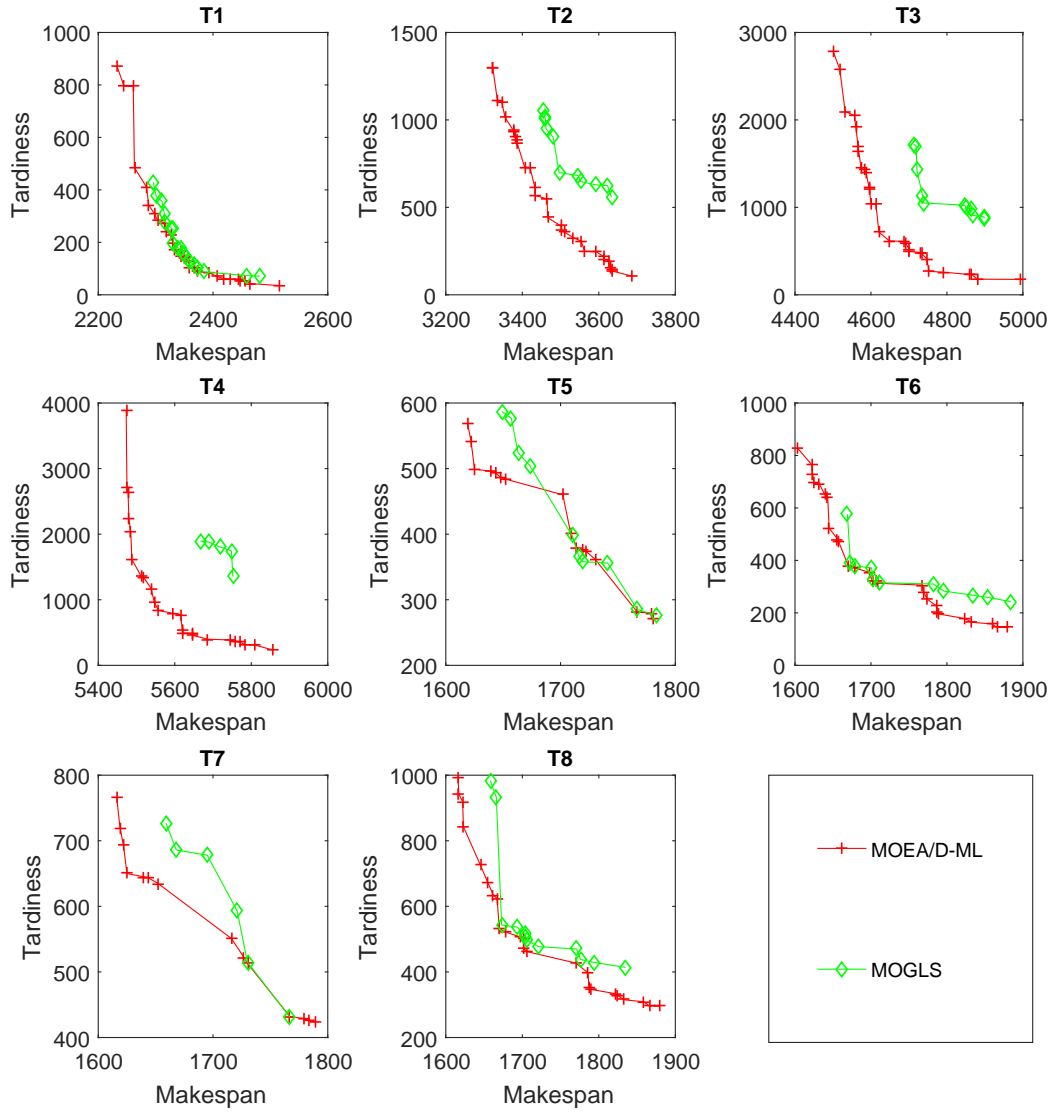 T1
1000
800
600
400
200
0
Tardiness
2200 2400 2600
Makespan
T2
1500
1000
500
0
Tardiness
3200 3400 3600 3800
Makespan
T3
3000
2000
1000
0
Tardiness
4400 4600 4800 5000
Makespan
T4
4000
3000
2000
1000
0
Tardiness
5400 5600 5800 6000
Makespan
T5
600
500
400
300
200
Tardiness
1600 1700 1800
Makespan
T6
1000
800
600
400
200
0
Tardiness
1600 1700 1800 1900
Makespan
T7
800
700
600
500
400
Tardiness
1600 1700 1800
Makespan
T8
1000
800
600
400
200
Tardiness
1600 1700 1800 1900
Makespan
MOEA/D-ML
MOGLS